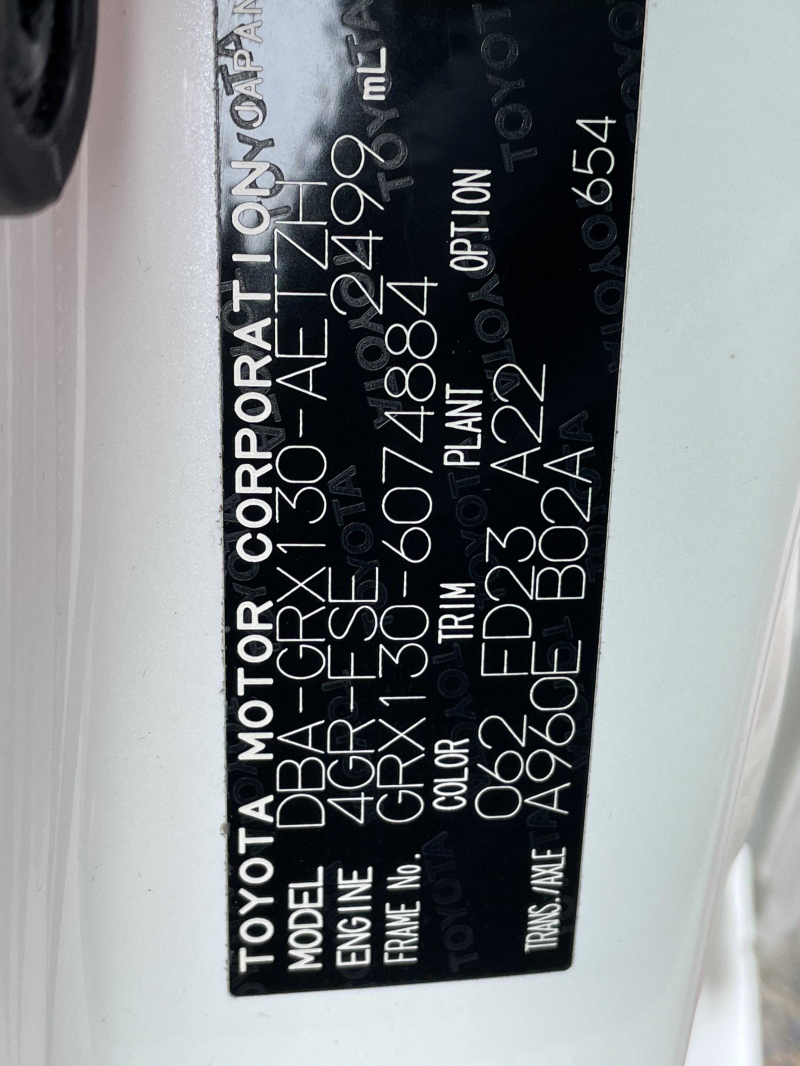 TOYOTA MOTOR CORPORATION JAPAN
MODEL DBA-GRX130-AETZH
ENGINE 4GR-FSE 2499 mL
FRAME No. GRX130-6074884
COLOR TRIM PLANT OPTION
062 FD23 A22
TRANS./AXLE A960E B02A 654